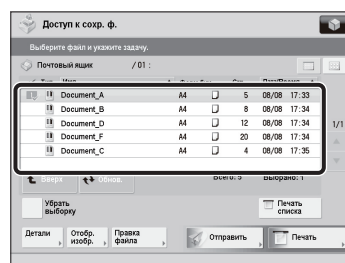 Доступ к сохр. ф.
Выберите файл и укажите задачу.
Почтовый ящик / 01 :
Document_A A4 5 08/08 17:33
Document_B A4 8 08/08 17:34
Document_D A4 12 08/08 17:34
Document_F A4 20 08/08 17:34
Document_C A4 4 08/08 17:35
1/1
Вверх Обнов. Всего: 5 Выбрано: 1
Убрать выборку
Печать списка
Детали
Отобр. изобр.
Правка файла
Отправить
Печать